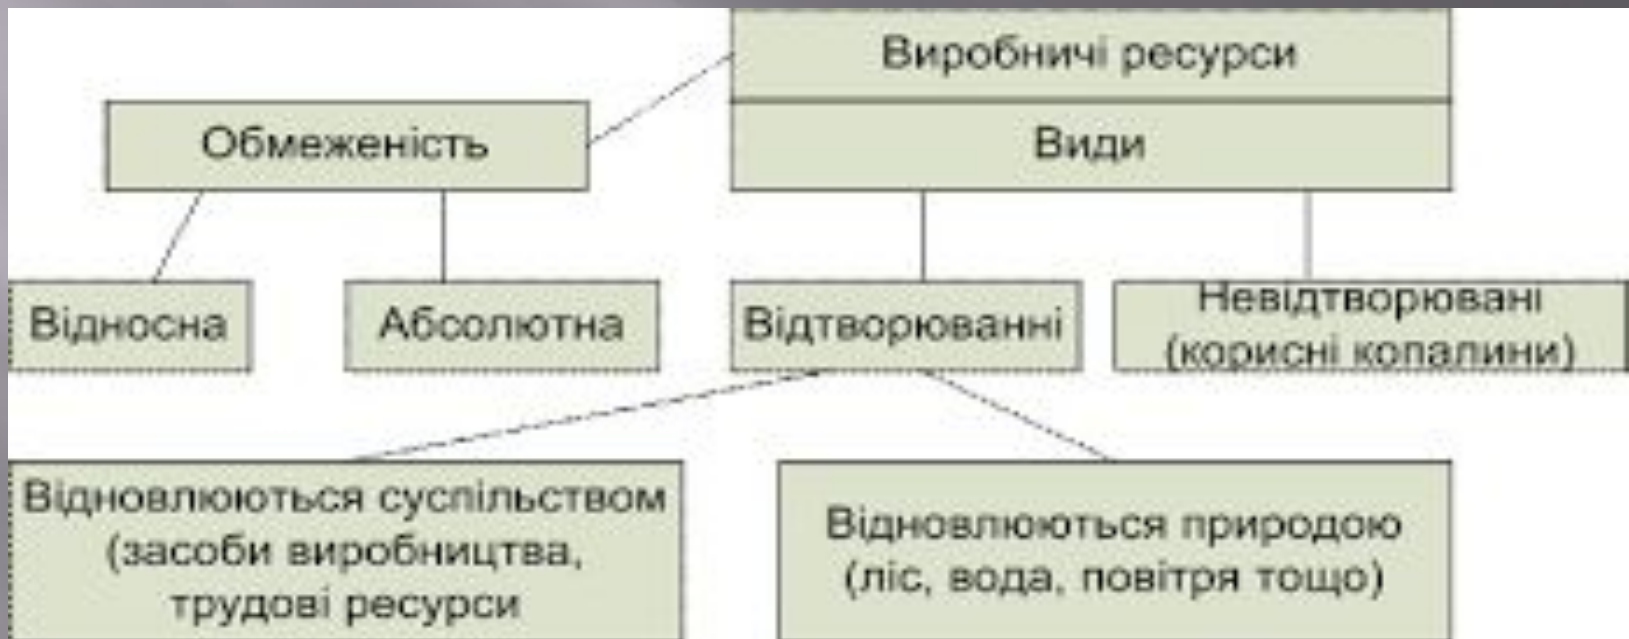 Виробничі ресурси
Обмеженість
Види
Відносна
Абсолютна
Відтворюванні
Невідтворювані
(корисні копалини)
Відновлюються суспільством
(засоби виробництва,
трудові ресурси
Відновлюються природою
(ліс, вода, повітря тощо)